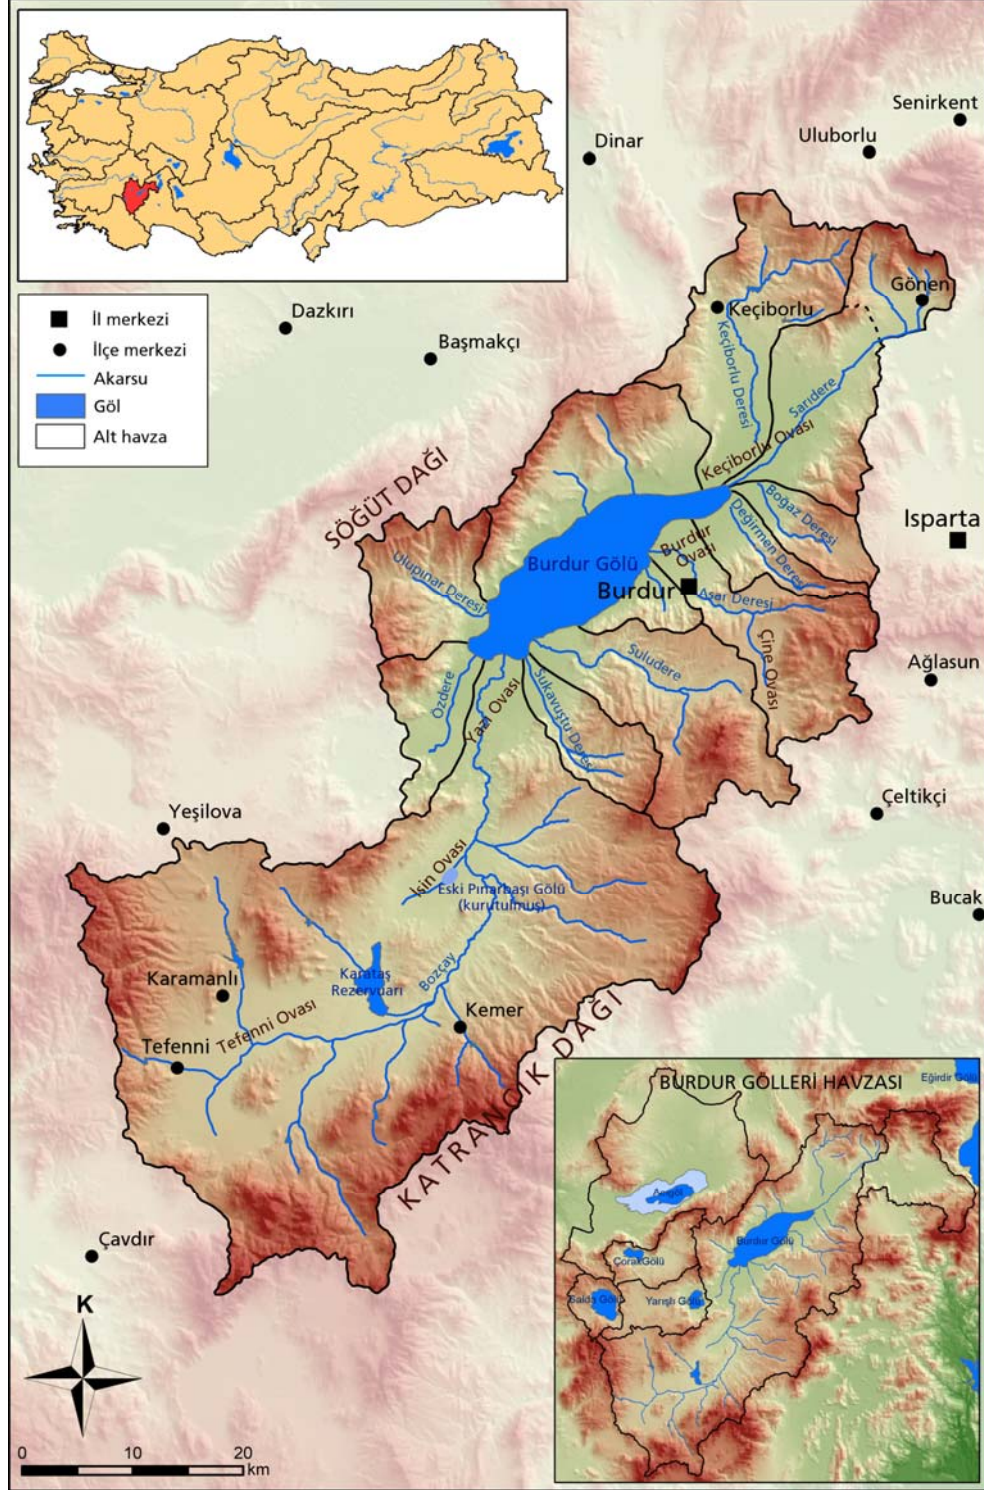 Senirkent
Uluborlu
Dinar
İl merkezi
İlçe merkezi
Akarsu
Göl
Alt havza
Dazkırı
Başmakçı
Gönen
Keçiborlu
Keçiborlu Deresi
Sarıdere
Keçiborlu Ovası
SÖĞÜT DAĞI
Boğaz Deresi
Değirmen Deresi
Isparta
Burdur
Ovası
Burdur Gölü
Burdur
Ulupınar Deresi
Asar Deresi
Çine Ovası
Suludere
Ağlasun
Özdere
Yazı Ovası
Sukavuştu Deresi
Çeltikçi
Yeşilova
Işin Ovası
Eski Pınarbaşı Gölü
(kurutulmuş)
Bucak
Karamanlı
Karataş
Rezervuarı
Bozçay
Kemer
Tefenni Ovası
Tefenni
KATRANCIK DAĞI
Çavdır
K
0 10 20
km
BURDUR GÖLLERİ HAVZASI
Eğirdir Gölü
Acıgöl
Burdur Gölü
Çorak Gölü
Salda Gölü
Yarışlı Gölü